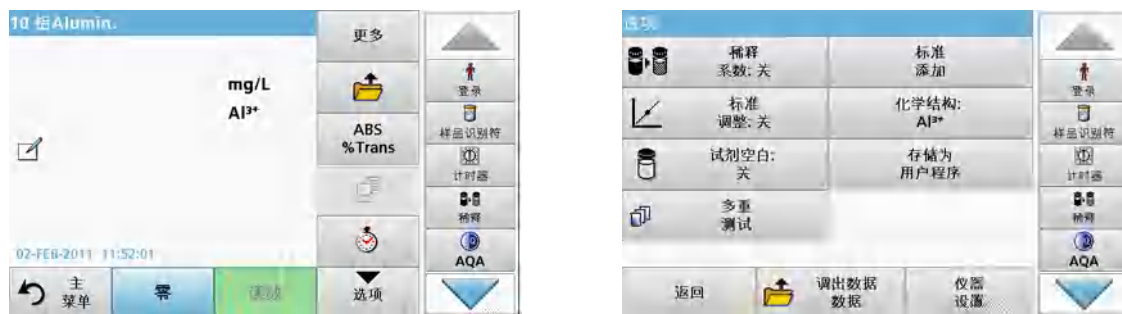 10 铝Alumin.
更多
mg/L
Al³⁺
ABS
%Trans
02-FEB-2011 11:52:01
主
菜单
零
读数
选项
登录
样品识别符
计时器
稀释
AQA
选项
稀释
系数: 关
标准
添加
标准
调整: 关
化学结构:
Al³⁺
试剂空白:
关
存储为
用户程序
多重
测试
返回
调出数据
数据
仪器
设置
登录
样品识别符
计时器
稀释
AQA